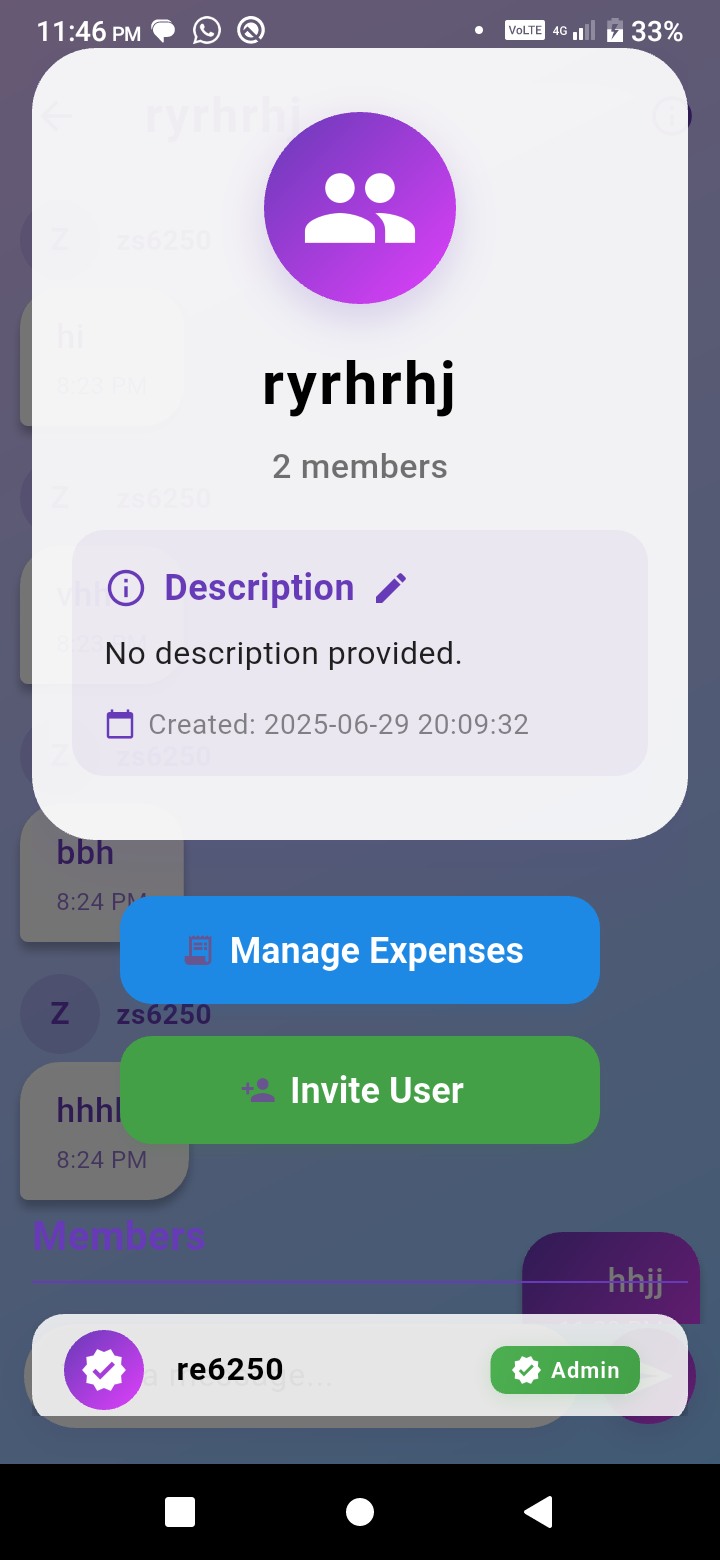 11:46 PM
VoLTE 4G 33%
ryrhrhj
Z zs6250
hi
8:23 PM
ryrhrhj
2 members
Z zs6250
Description
8:23 PM
No description provided.
Created: 2025-06-29 20:09:32
Z zs6250
bbh
8:24 PM
Manage Expenses
Z zs6250
Invite User
8:24 PM
Members
hhjj
re6250
Admin